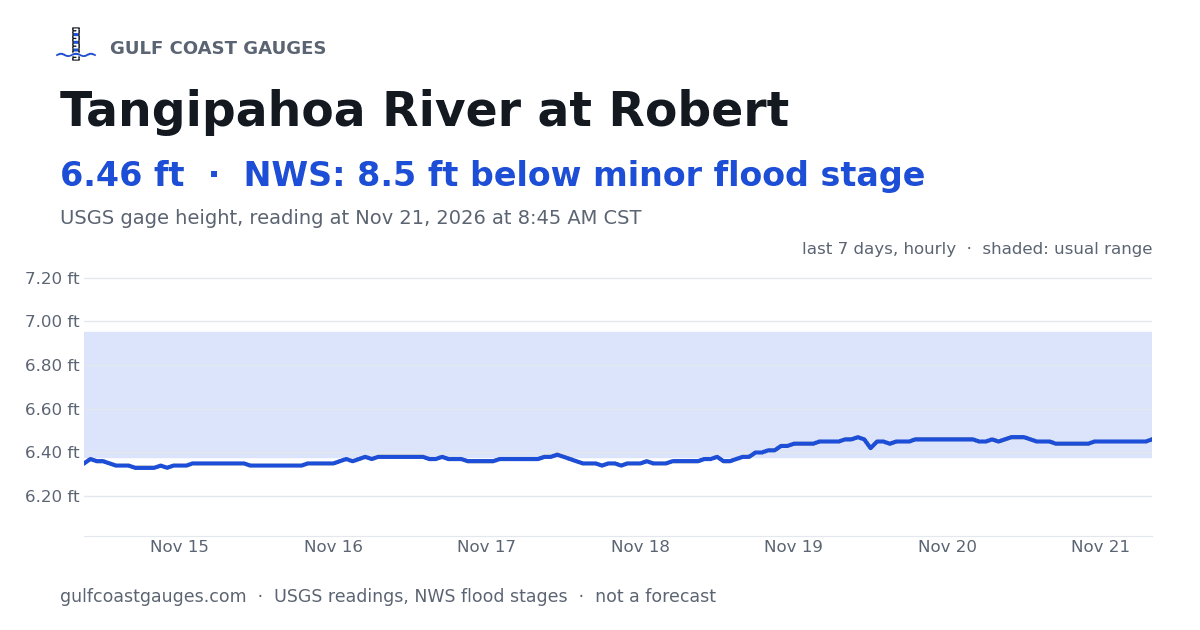 GULF COAST GAUGES
Tangipahoa River at Robert
6.46 ft · NWS: 8.5 ft below minor flood stage
USGS gage height, reading at Nov 21, 2026 at 8:45 AM CST
last 7 days, hourly · shaded: usual range
7.20 ft
7.00 ft
6.80 ft
6.60 ft
6.40 ft
6.20 ft
Nov 15 Nov 16 Nov 17 Nov 18 Nov 19 Nov 20 Nov 21
gulfcoastgauges.com · USGS readings, NWS flood stages · not a forecast